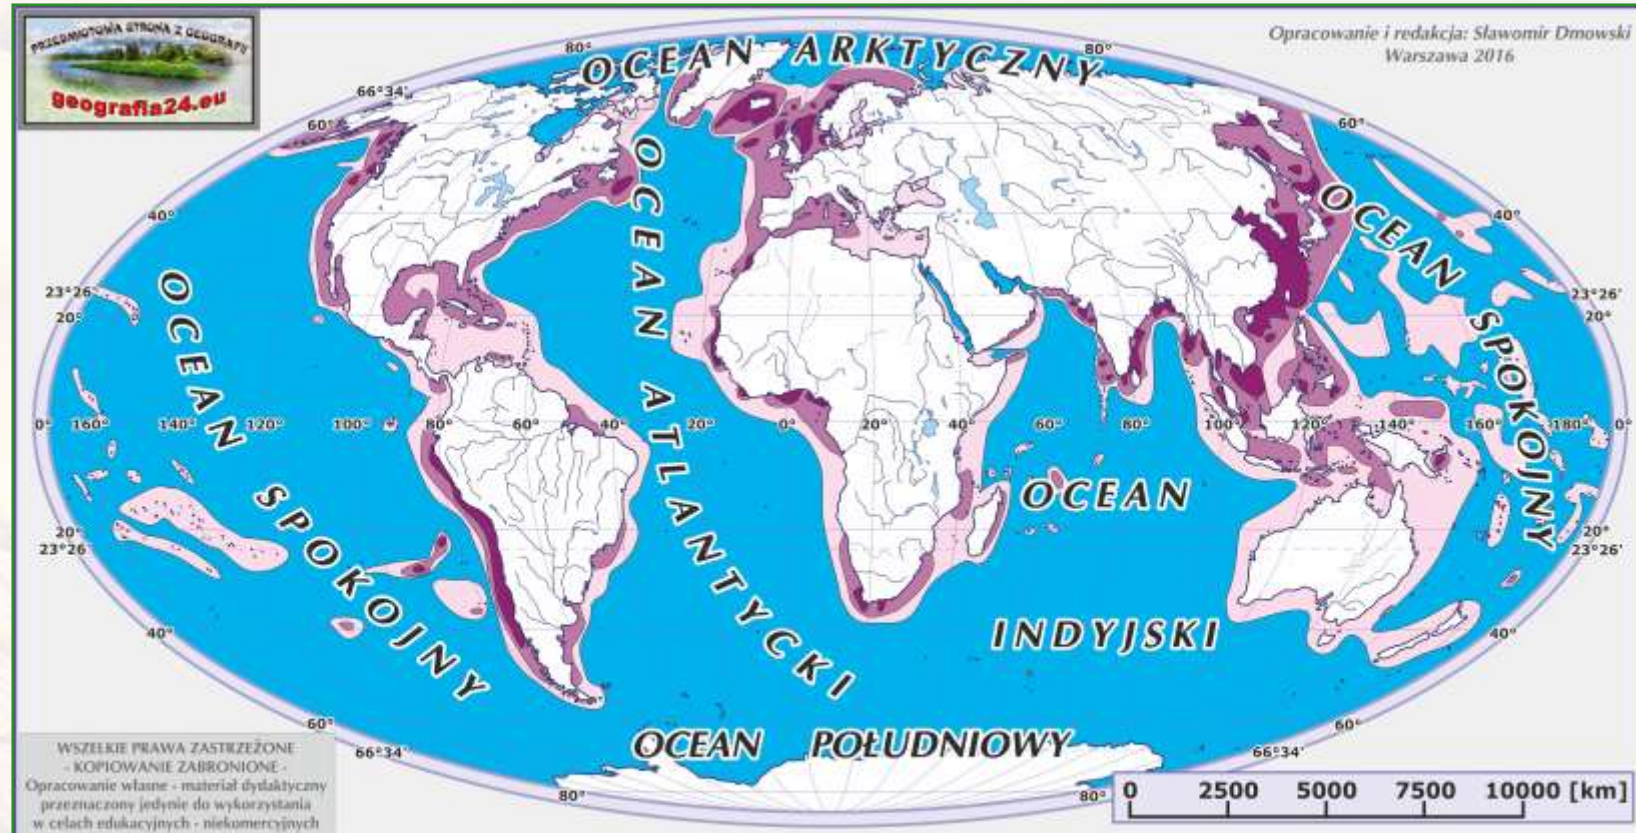 PRZEDMIOTOWA STRONA Z GEOGRAFII
geografia24.eu
Opracowanie i redakcja: Sławomir Dmowski
Warszawa 2016
80° 80°
OCEAN ARKTYCZNY
66°34'
60° 60°
OCEAN ATLANTYCKI
OCEAN SPOKOJNY
40° 40°
OCEAN SPOKOJNY
23°26' 23°26'
20° 20°
0° 160° 140° 120° 100° 80° 60° 40° 20° 0° 20° 40° 60° 80° 100° 120° 140° 160° 180° 0°
OCEAN
INDYJSKI
20° 20°
23°26 23°26'
40° 40°
60° 60°
66°34' 66°34'
OCEAN POŁUDNIOWY
80° 80°
WSZELKIE PRAWA ZASTRZEŻONE
- KOPIOWANIE ZABRONIONE -
Opracowanie własne - materiał dydaktyczny
przeznaczony jedynie do wykorzystania
w celach edukacyjnych - niekomercyjnych
0 2500 5000 7500 10000 [km]